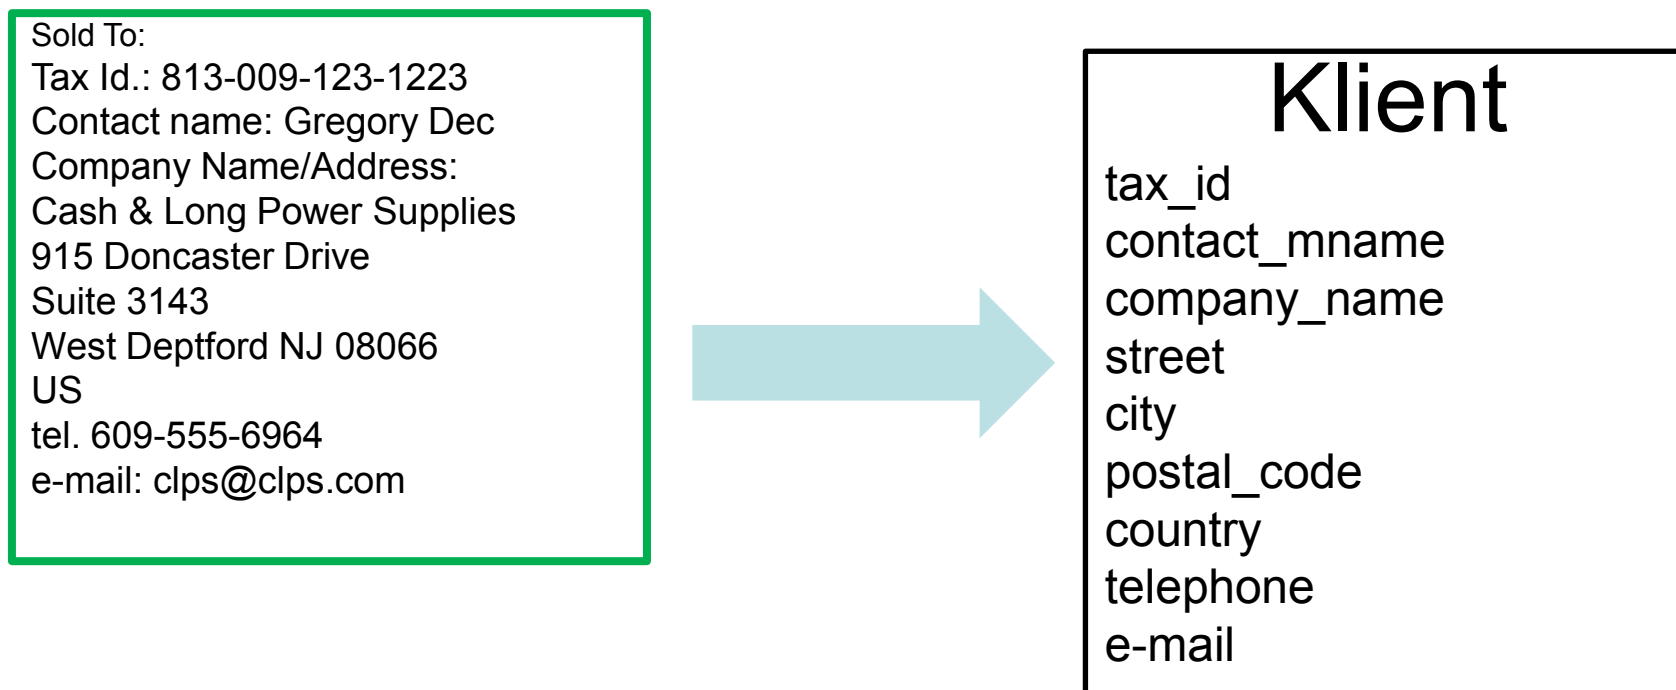 Sold To:
Tax Id.: 813-009-123-1223
Contact name: Gregory Dec
Company Name/Address:
Cash & Long Power Supplies
915 Doncaster Drive
Suite 3143
West Deptford NJ 08066
US
tel. 609-555-6964
e-mail: clps@clps.com
Klient
tax_id
contact_mname
company_name
street
city
postal_code
country
telephone
e-mail